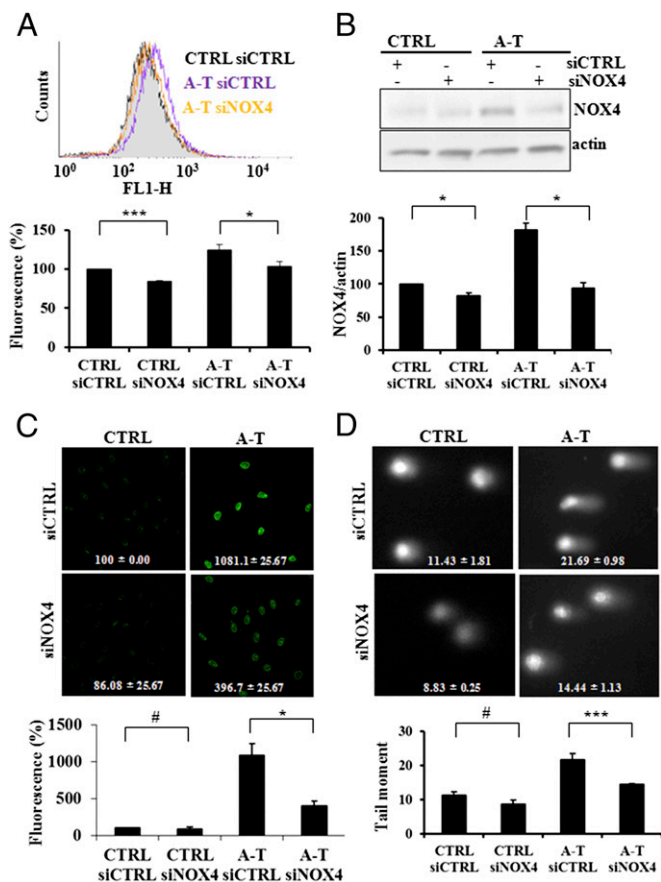 A
CTRL siCTRL
A-T siCTRL
A-T siNOX4
Counts
10^0 10^2 10^3 10^4
FL1-H
Fluorescence (%)
150
100
50
0
*** *
CTRL siCTRL
CTRL siNOX4
A-T siCTRL
A-T siNOX4
B
CTRL A-T
+ - + - siCTRL
- + - + siNOX4
NOX4
actin
NOX4/actin
200
150
100
50
0
* *
CTRL siCTRL
CTRL siNOX4
A-T siCTRL
A-T siNOX4
C
CTRL A-T
siCTRL
100 ± 0.00 1081.1 ± 25.67
siNOX4
86.08 ± 25.67 396.7 ± 25.67
Fluorescence (%)
1500
1000
500
0
# *
CTRL siCTRL
CTRL siNOX4
A-T siCTRL
A-T siNOX4
D
CTRL A-T
siCTRL
11.43 ± 1.81 21.69 ± 0.98
siNOX4
8.83 ± 0.25 14.44 ± 1.13
Tail moment
30
20
10
0
# ***
CTRL siCTRL
CTRL siNOX4
A-T siCTRL
A-T siNOX4